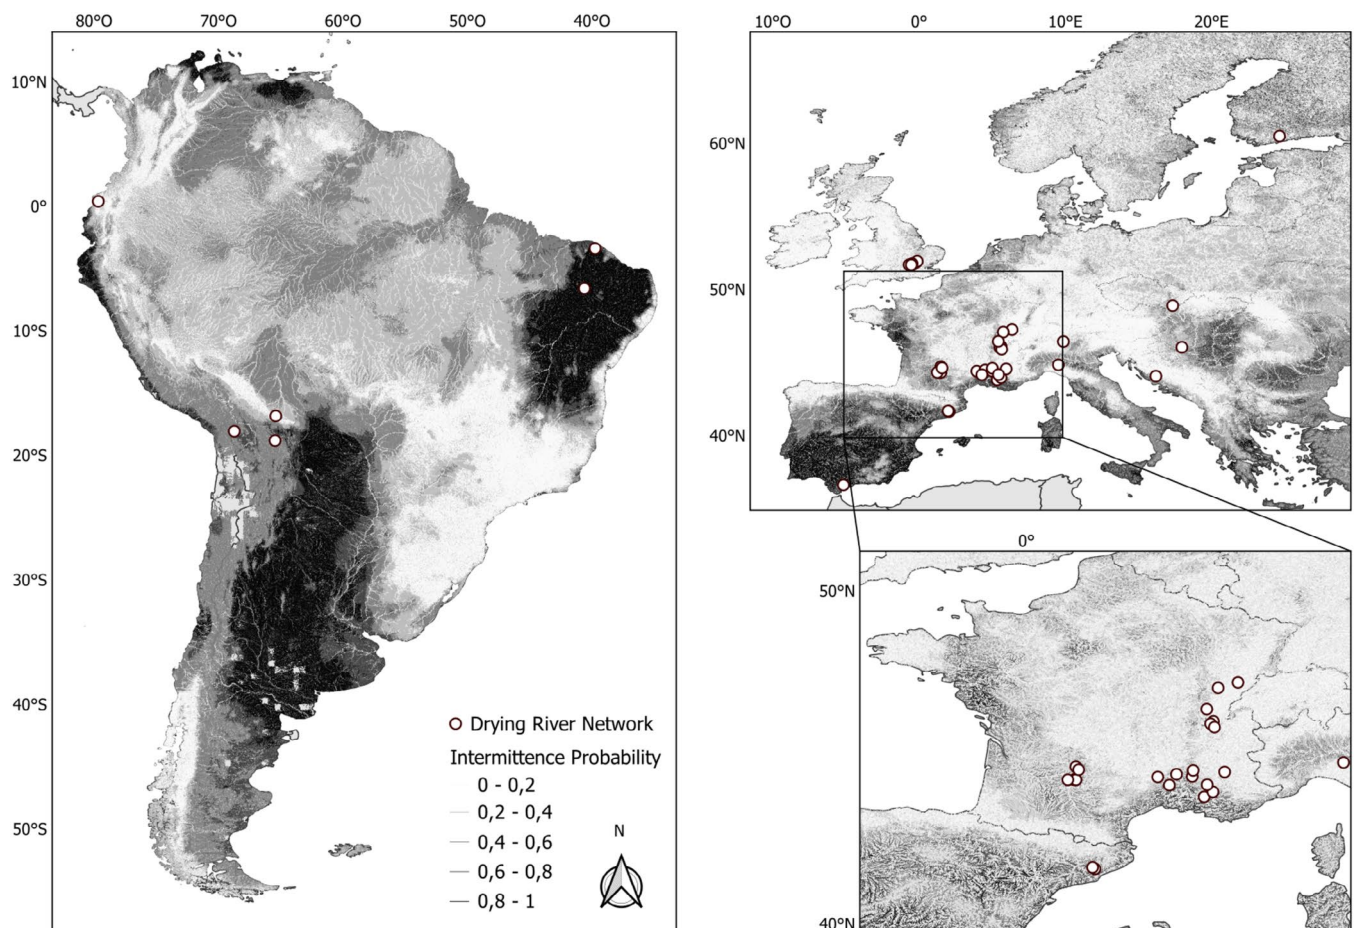 80°O 70°O 60°O 50°O 40°O
10°N
0°
10°S
20°S
30°S
40°S
50°S
Drying River Network
Intermittence Probability
0 - 0,2
0,2 - 0,4
0,4 - 0,6
0,6 - 0,8
0,8 - 1
N
10°O 0° 10°E 20°E
60°N
50°N
40°N
0°
50°N
40°N